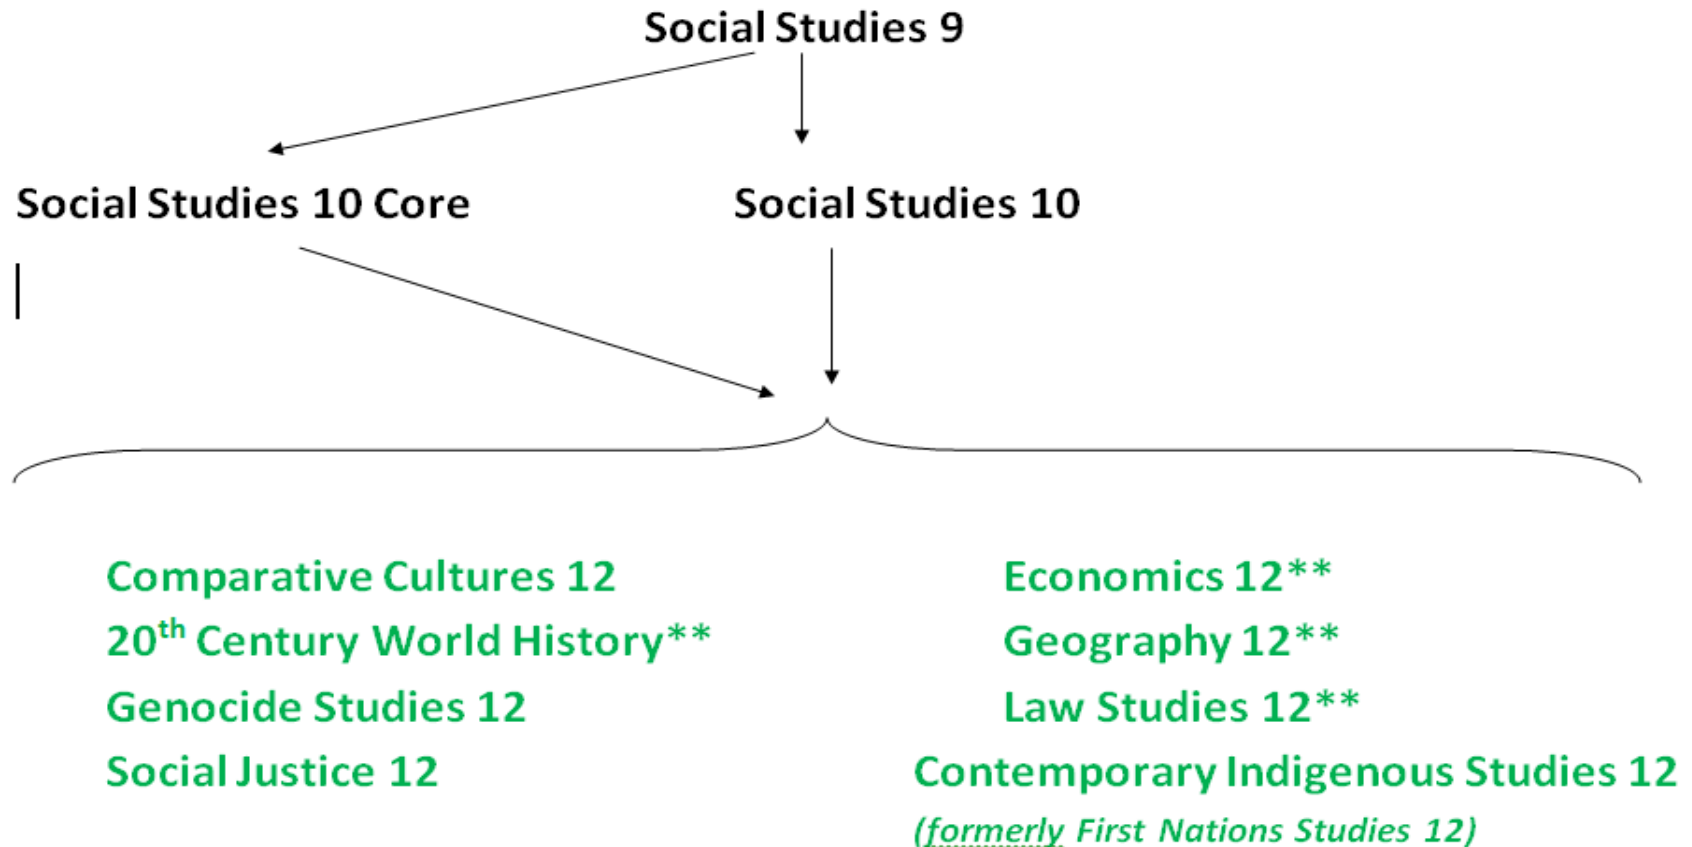 Social Studies 9
Social Studies 10 Core
Social Studies 10
Comparative Cultures 12
20th Century World History**
Genocide Studies 12
Social Justice 12
Economics 12**
Geography 12**
Law Studies 12**
Contemporary Indigenous Studies 12
(formerly First Nations Studies 12)